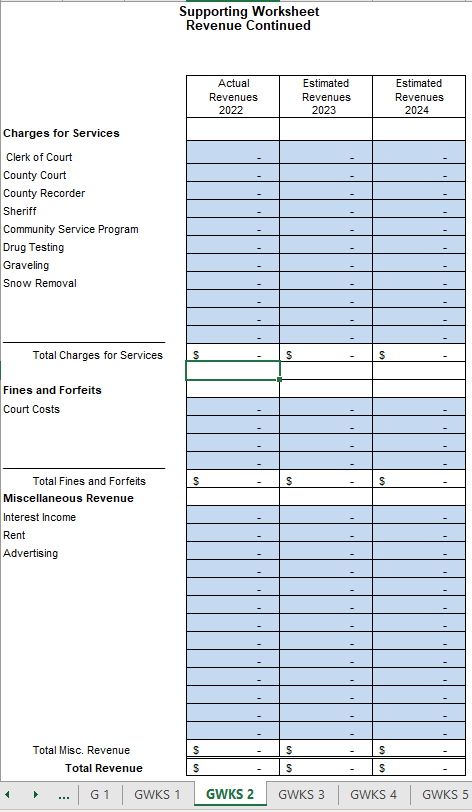 Supporting Worksheet
Revenue Continued
Actual Revenues 2022 Estimated Revenues 2023 Estimated Revenues 2024
Charges for Services
Clerk of Court - - -
County Court - - -
County Recorder - - -
Sheriff - - -
Community Service Program - - -
Drug Testing - - -
Graveling - - -
Snow Removal - - -
- - -
- - -
- - -
Total Charges for Services $ - $ - $ -
Fines and Forfeits
Court Costs - - -
- - -
- - -
- - -
Total Fines and Forfeits $ - $ - $ -
Miscellaneous Revenue
Interest Income - - -
Rent - - -
Advertising - - -
- - -
- - -
- - -
- - -
- - -
- - -
- - -
- - -
- - -
- - -
Total Misc. Revenue $ - $ - $ -
Total Revenue $ - $ - $ -
... G 1 GWKS 1 GWKS 2 GWKS 3 GWKS 4 GWKS 5